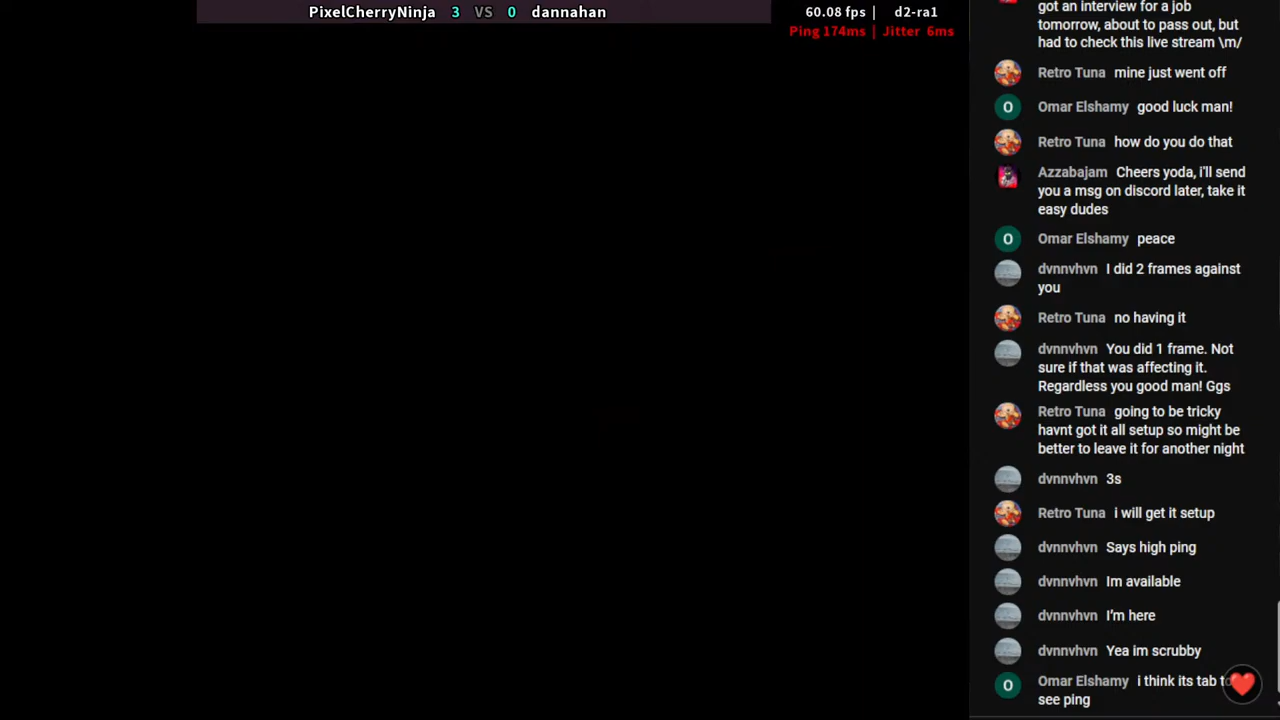 PixelCherryNinja 3 VS 0 dannahan
60.08 fps | d2-ra1
Ping 174ms | Jitter 6ms
got an interview for a job
tomorrow, about to pass out, but
had to check this live stream \m/
Retro Tuna mine just went off
O Omar Elshamy good luck man!
Retro Tuna how do you do that
Azzabajam Cheers yoda, i'll send
you a msg on discord later, take it
easy dudes
O Omar Elshamy peace
dvnnvhvn I did 2 frames against
you
Retro Tuna no having it
dvnnvhvn You did 1 frame. Not
sure if that was affecting it.
Regardless you good man! Ggs
Retro Tuna going to be tricky
havnt got it all setup so might be
better to leave it for another night
dvnnvhvn 3s
Retro Tuna i will get it setup
dvnnvhvn Says high ping
dvnnvhvn Im available
dvnnvhvn I'm here
dvnnvhvn Yea im scrubby
O Omar Elshamy i think its tab
see ping